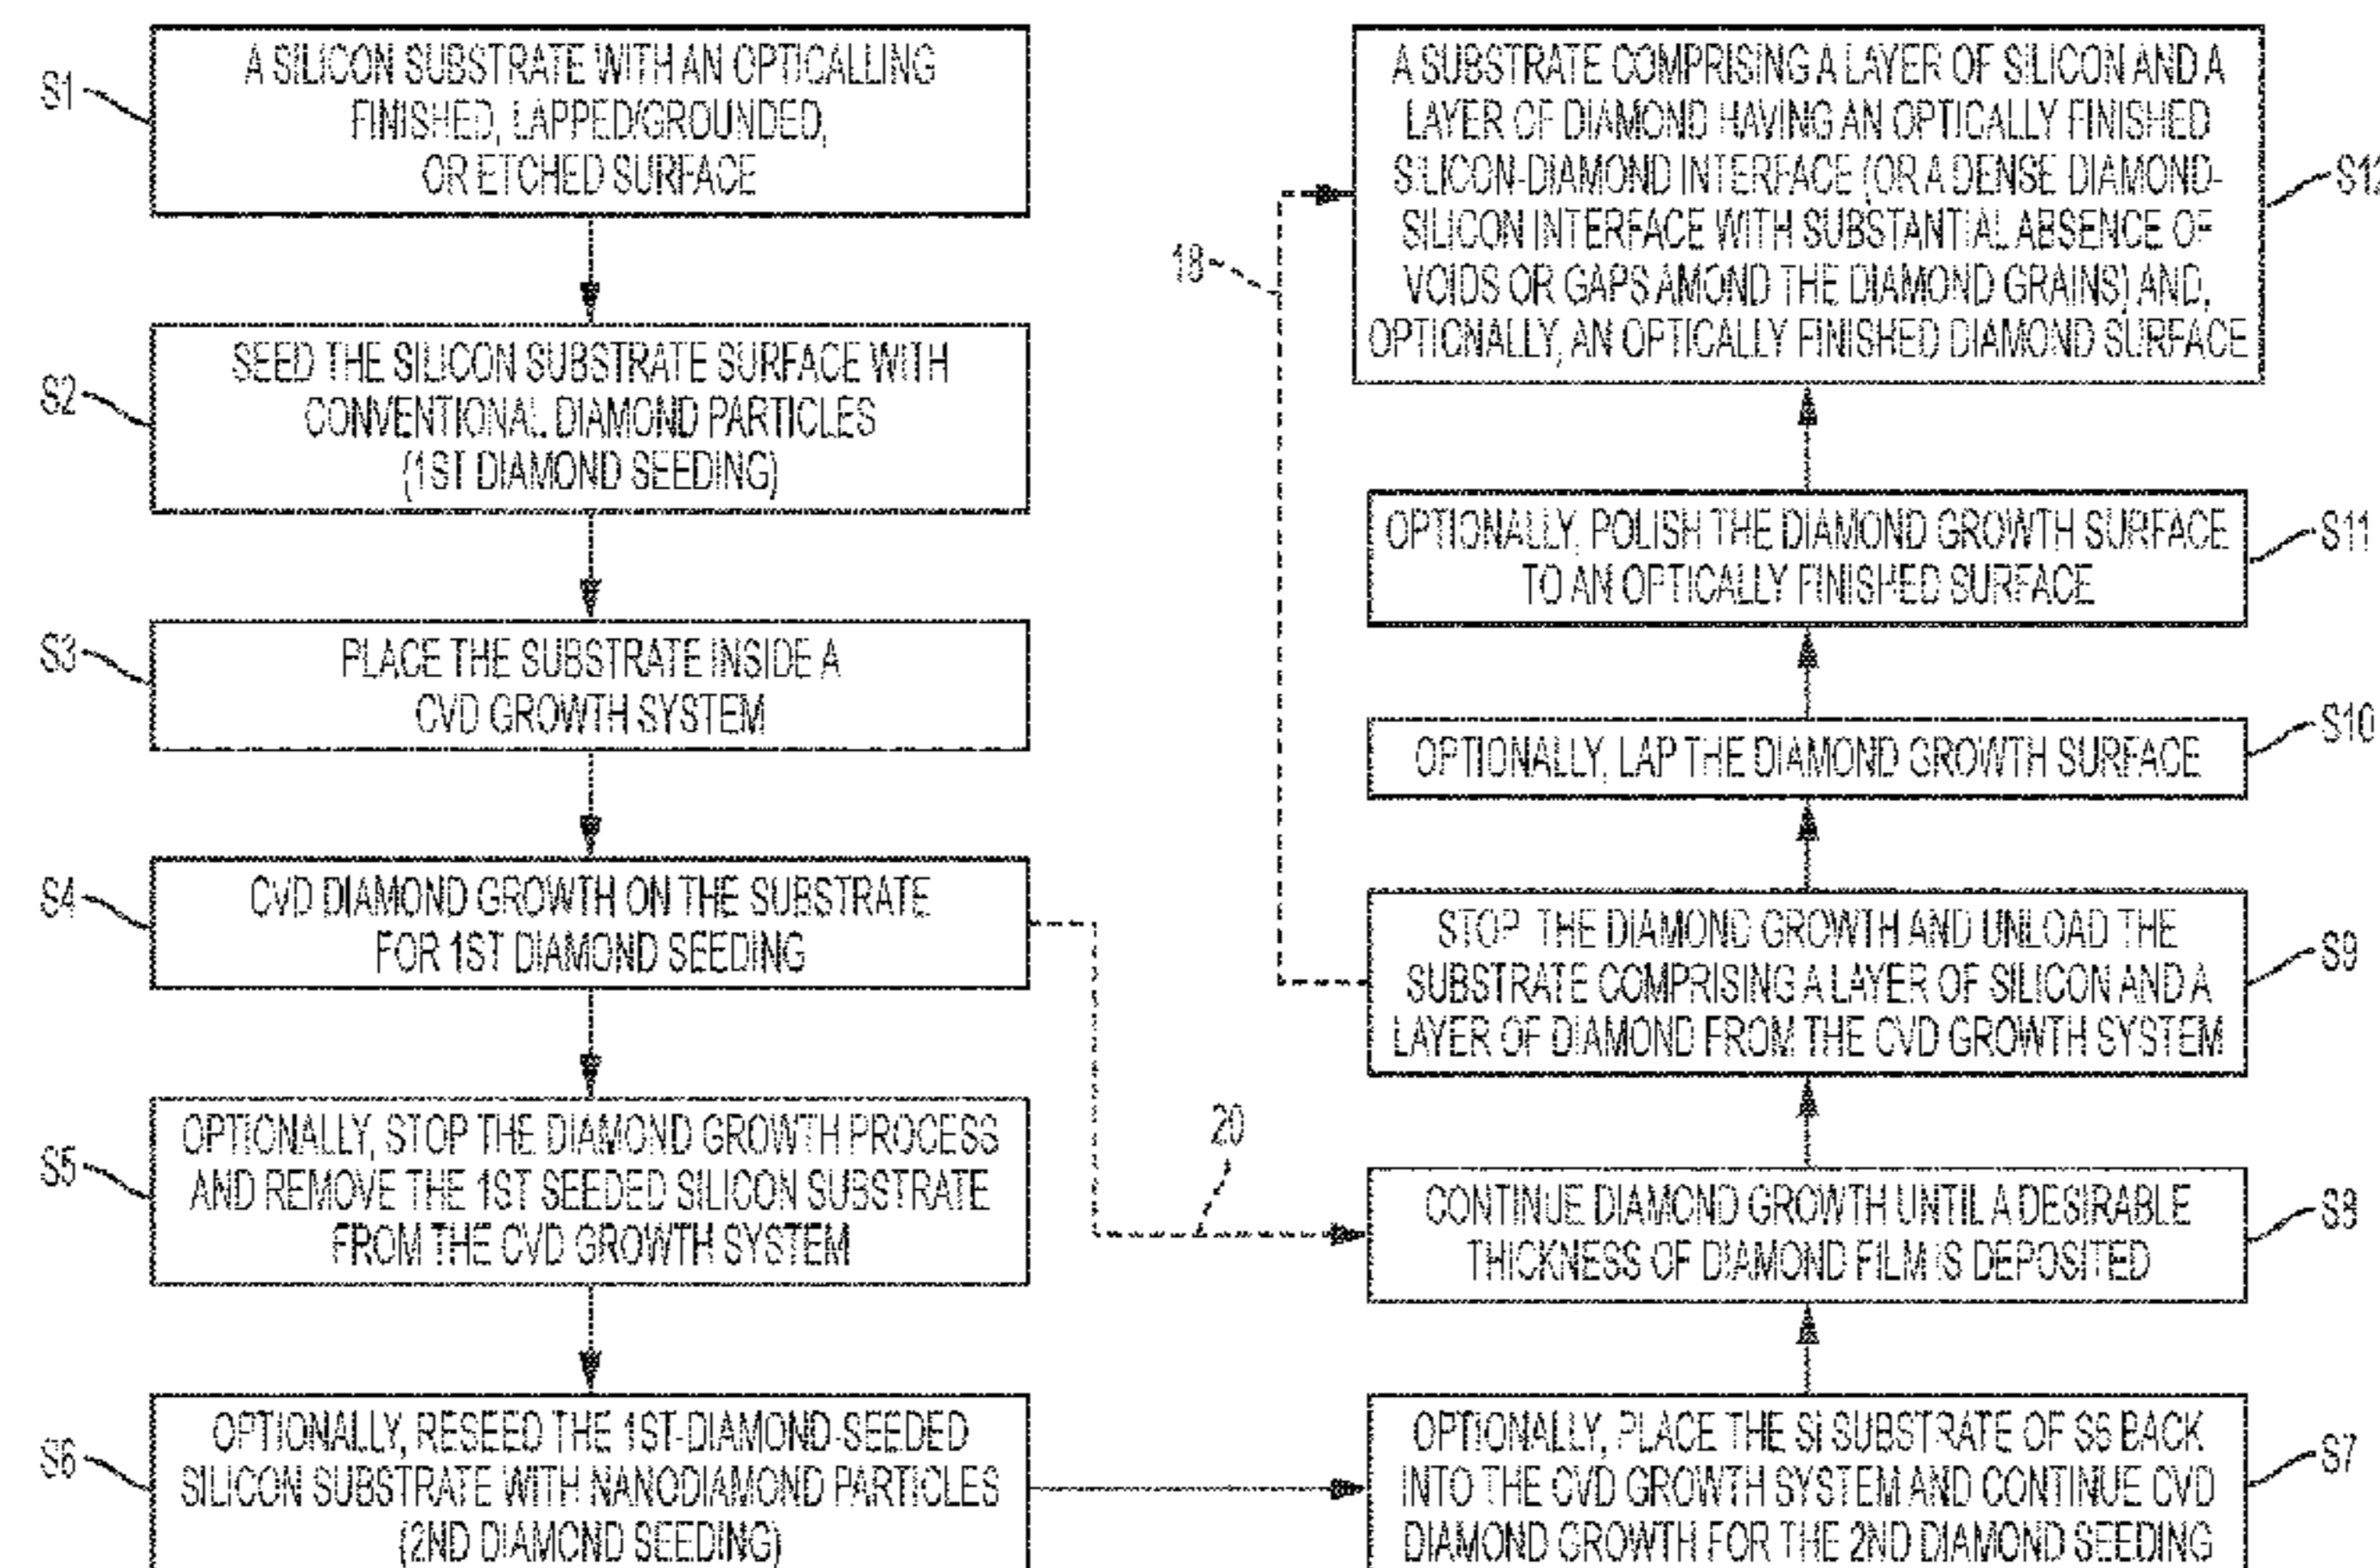 S1
A SILICON SUBSTRATE WITH AN OPTICALLING
FINISHED, LAPPED/GROUNDED,
OR ETCHED SURFACE
S2
SEED THE SILICON SUBSTRATE SURFACE WITH
CONVENTIONAL DIAMOND PARTICLES
(1ST DIAMOND SEEDING)
S3
PLACE THE SUBSTRATE INSIDE A
CVD GROWTH SYSTEM
S4
CVD DIAMOND GROWTH ON THE SUBSTRATE
FOR 1ST DIAMOND SEEDING
S5
OPTIONALLY, STOP THE DIAMOND GROWTH PROCESS
AND REMOVE THE 1ST SEEDED SILICON SUBSTRATE
FROM THE CVD GROWTH SYSTEM
S6
OPTIONALLY, RESEED THE 1ST-DIAMOND-SEEDED
SILICON SUBSTRATE WITH NANODIAMOND PARTICLES
(2ND DIAMOND SEEDING)
20
18
OPTIONALLY, PLACE THE SI SUBSTRATE OF S6 BACK
INTO THE CVD GROWTH SYSTEM AND CONTINUE CVD
DIAMOND GROWTH FOR THE 2ND DIAMOND SEEDING
S7
CONTINUE DIAMOND GROWTH UNTIL A DESIRABLE
THICKNESS OF DIAMOND FILM IS DEPOSITED
S8
STOP THE DIAMOND GROWTH AND UNLOAD THE
SUBSTRATE COMPRISING A LAYER OF SILICON AND A
LAYER OF DIAMOND FROM THE CVD GROWTH SYSTEM
S9
OPTIONALLY, LAP THE DIAMOND GROWTH SURFACE
S10
OPTIONALLY, POLISH THE DIAMOND GROWTH SURFACE
TO AN OPTICALLY FINISHED SURFACE
S11
A SUBSTRATE COMPRISING A LAYER OF SILICON AND A
LAYER OF DIAMOND HAVING AN OPTICALLY FINISHED
SILICON-DIAMOND INTERFACE (OR A DENSE DIAMOND-
SILICON INTERFACE WITH SUBSTANTIAL ABSENCE OF
VOIDS OR GAPS AMOND THE DIAMOND GRAINS) AND,
OPTIONALLY, AN OPTICALLY FINISHED DIAMOND SURFACE
S12